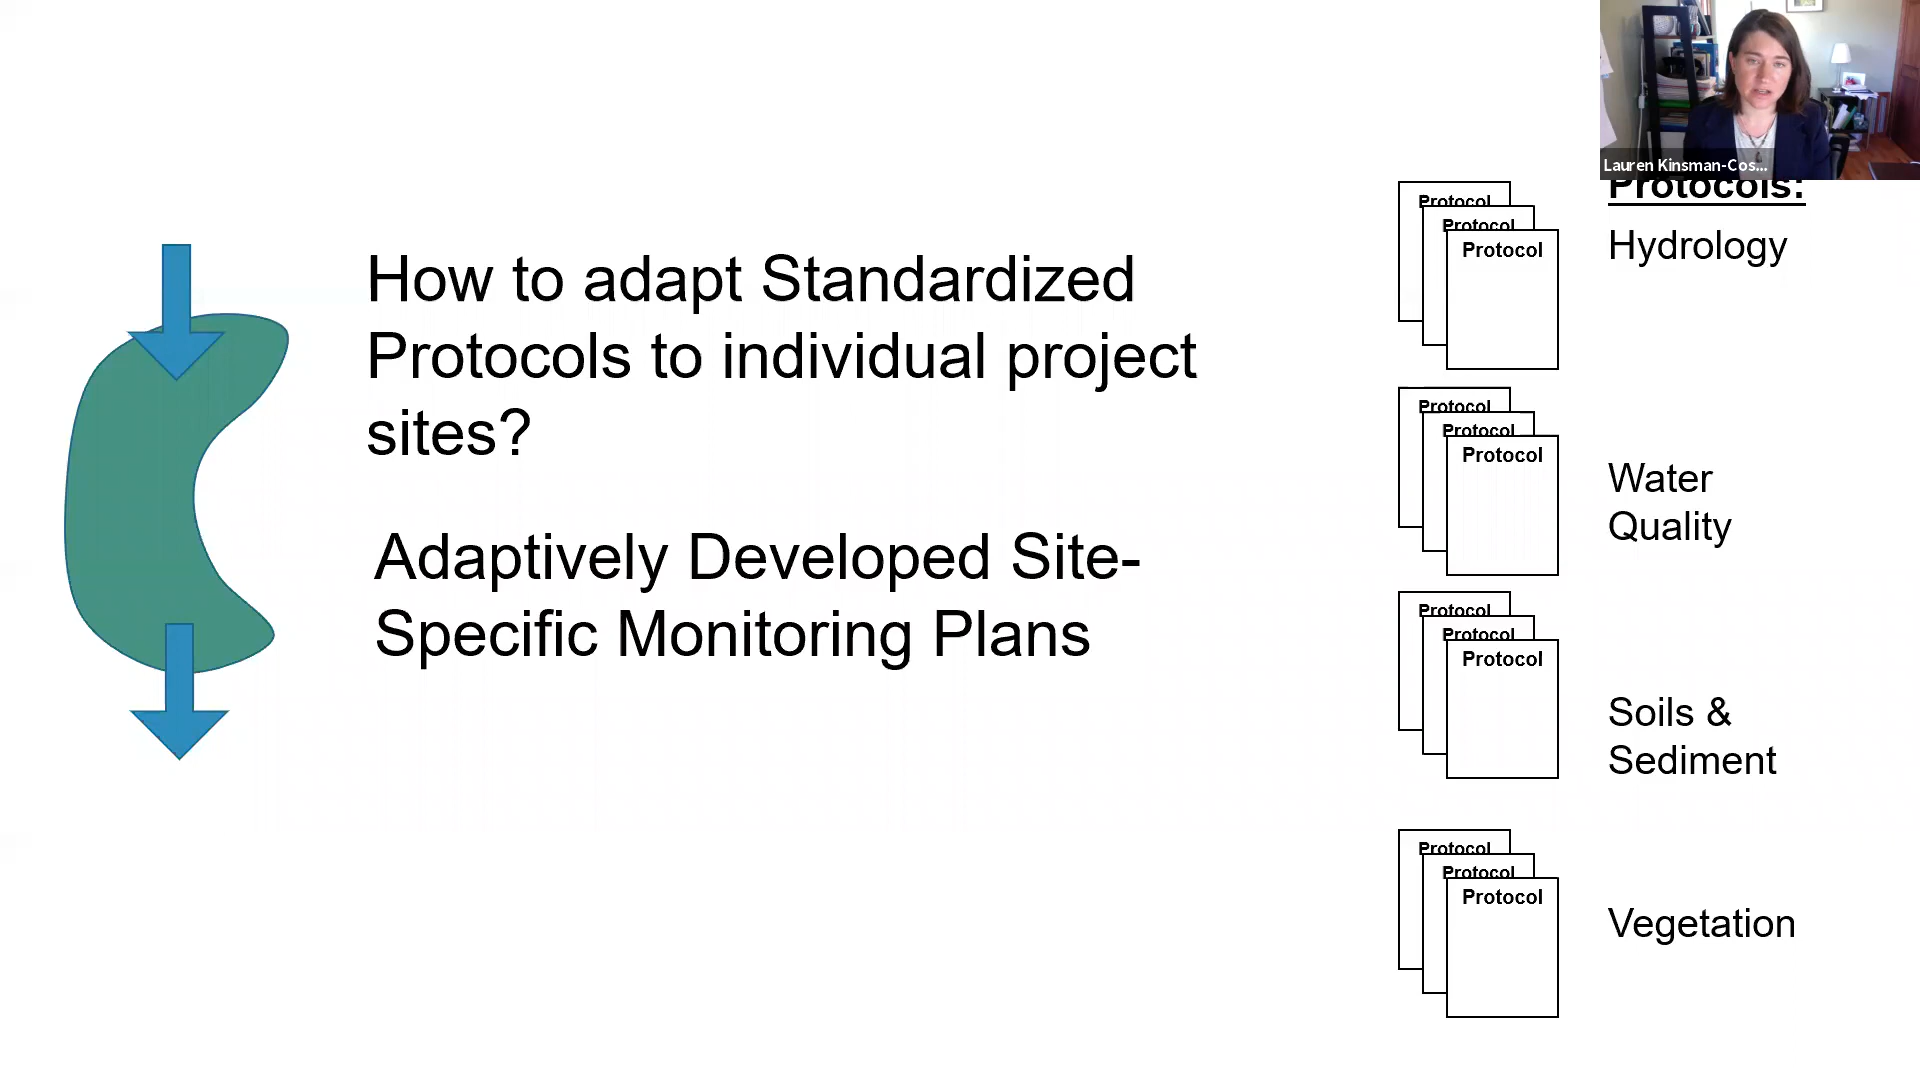 Lauren Kinsman-Cos...
How to adapt Standardized
Protocols to individual project
sites?
Adaptively Developed Site-
Specific Monitoring Plans
Protocols:
Protocol
Protocol
Protocol
Hydrology
Protocol
Protocol
Protocol
Water
Quality
Protocol
Protocol
Protocol
Soils &
Sediment
Protocol
Protocol
Protocol
Vegetation